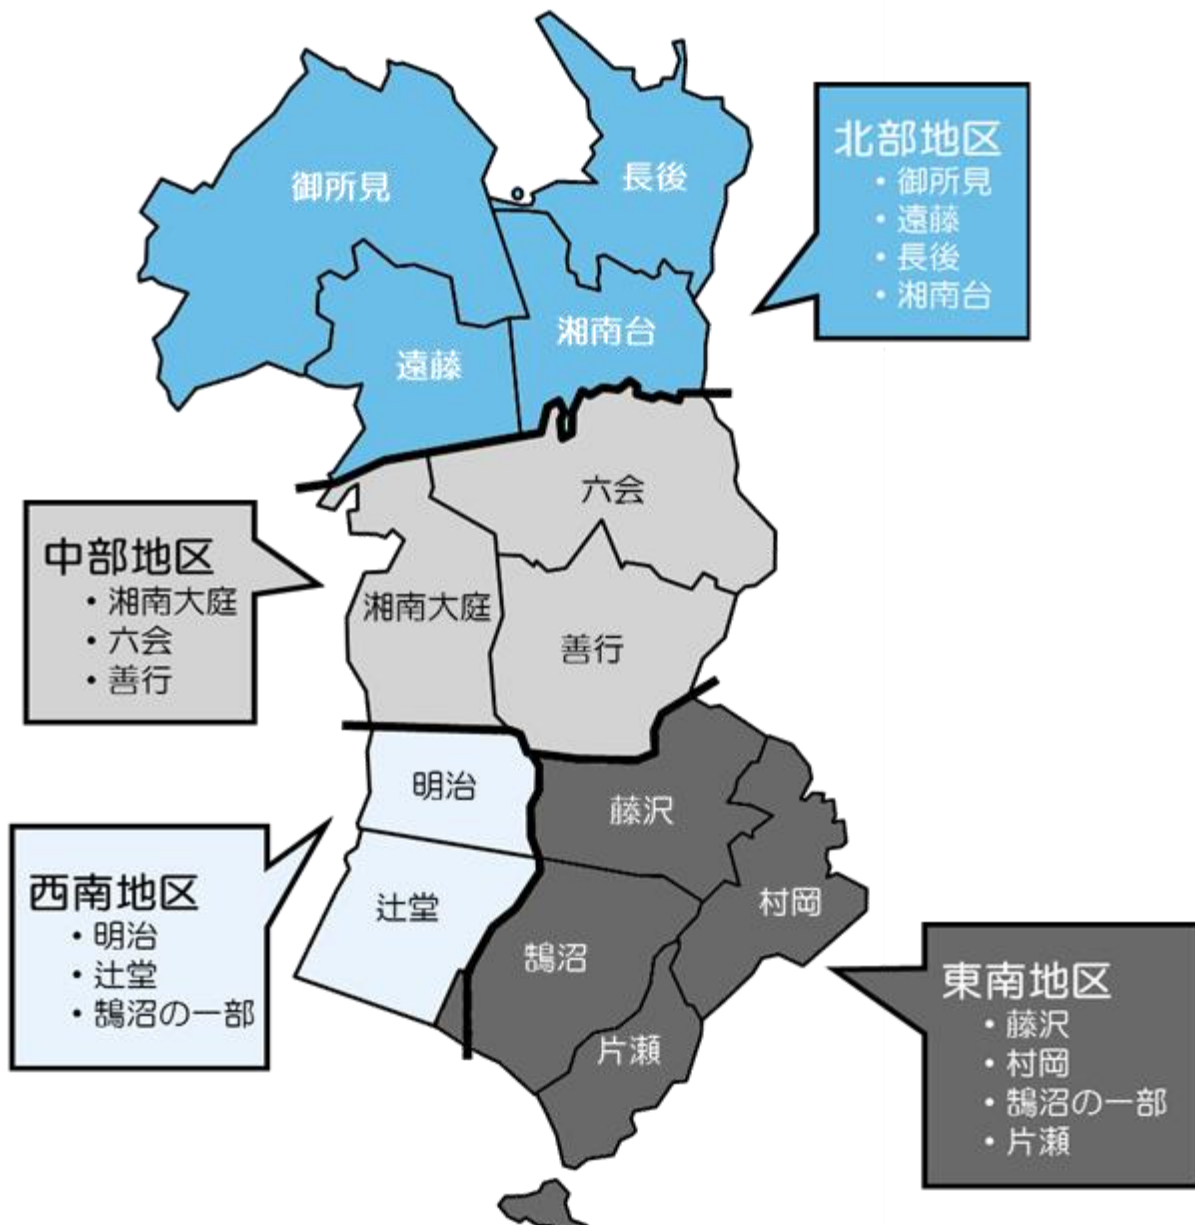 御所見
長後
湘南台
遠藤
北部地区
・御所見
・遠藤
・長後
・湘南台
六会
湘南大庭
善行
中部地区
・湘南大庭
・六会
・善行
明治
藤沢
辻堂
村岡
鵠沼
片瀬
西南地区
・明治
・辻堂
・鵠沼の一部
東南地区
・藤沢
・村岡
・鵠沼の一部
・片瀬